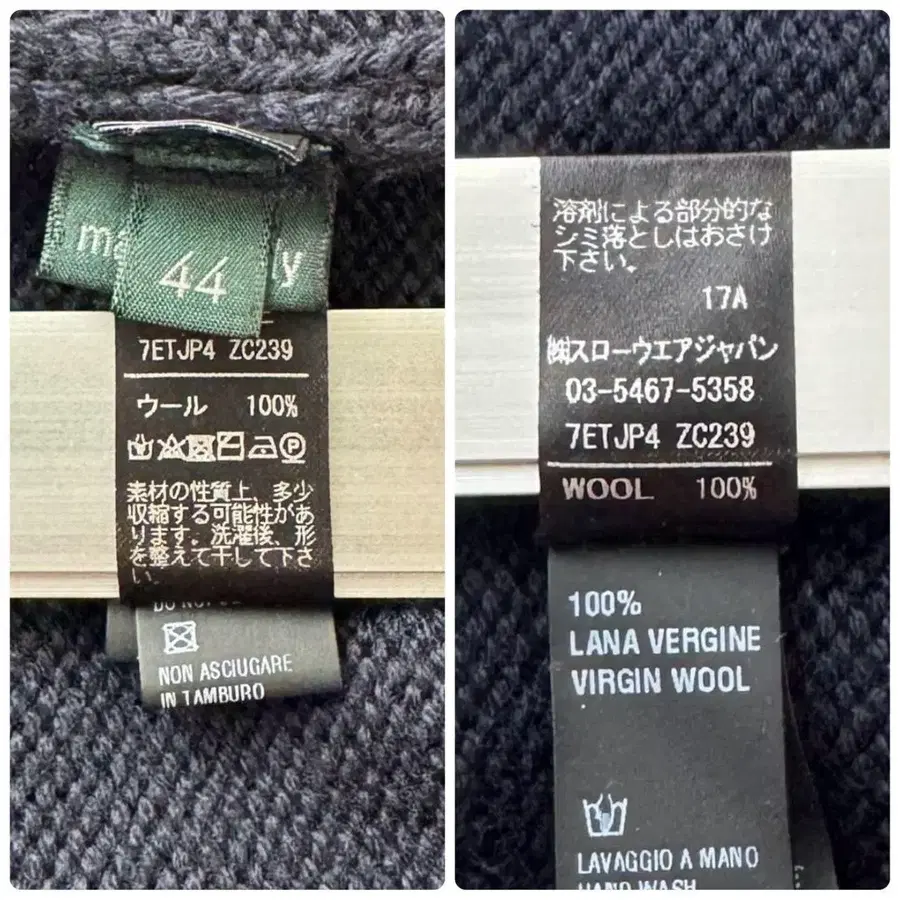 44
7ETJP4 ZC239
ウール 100%
素材の性質上、多少
収縮する可能性があ
ります。洗濯後、形
を整えて干して下さ
い。
NON ASCIUGARE
IN TAMBURO
溶剤による部分的な
シミ落としはおさけ
下さい。
17A
㈱スローウエアジャパン
03-5467-5358
7ETJP4 ZC239
WOOL 100%
100%
LANA VERGINE
VIRGIN WOOL
LAVAGGIO A MANO
HAND WASH